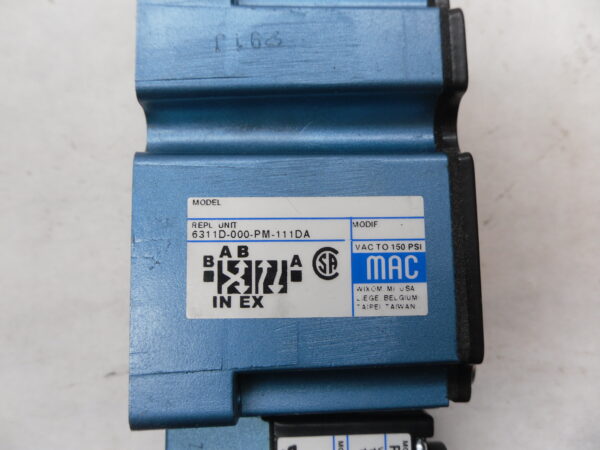 MODEL
REPL UNIT
6311D-000-PM-111DA
MODIF
VAC TO 150 PSI
MAC
WIXOM, MI. USA
LIEGE, BELGIUM
TAIPEI, TAIWAN
A B
B A
IN EX